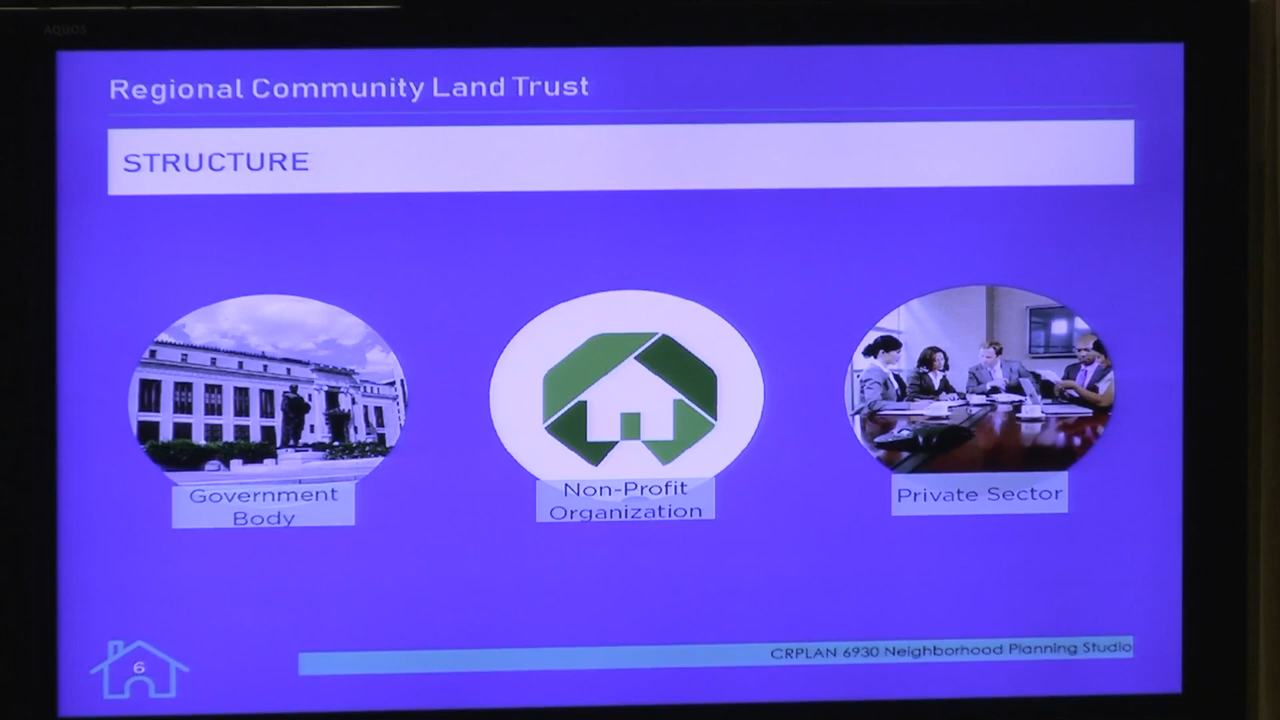 AQUOS
Regional Community Land Trust
STRUCTURE
Government
Body
Non-Profit
Organization
Private Sector
6
CRPLAN 6930 Neighborhood Planning Studio